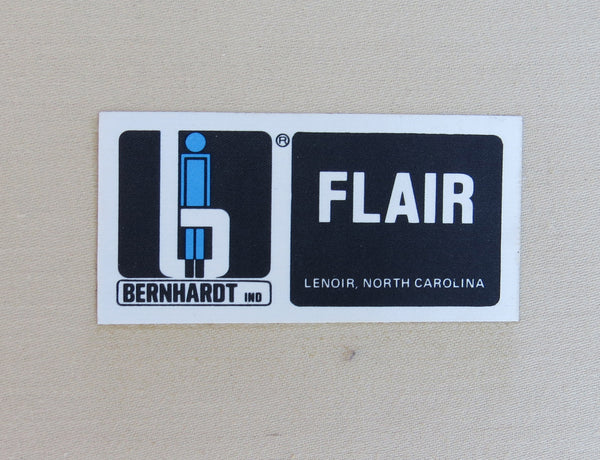 b
®
BERNHARDT IND
FLAIR
LENOIR, NORTH CAROLINA